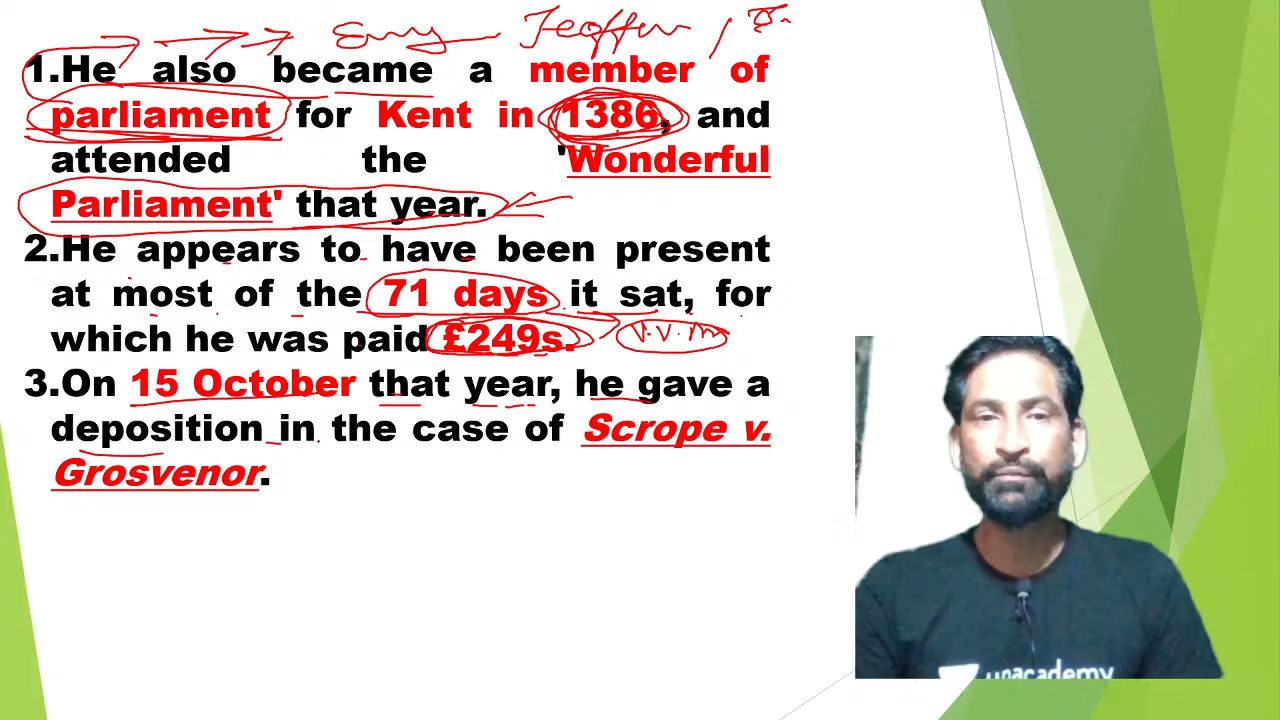 1.He also became a member of
parliament for Kent in 1386, and
attended the 'Wonderful
Parliament' that year.
2.He appears to have been present
at most of the 71 days it sat, for
which he was paid £249s.
3.On 15 October that year, he gave a
deposition in the case of Scrope v.
Grosvenor.
unacademy